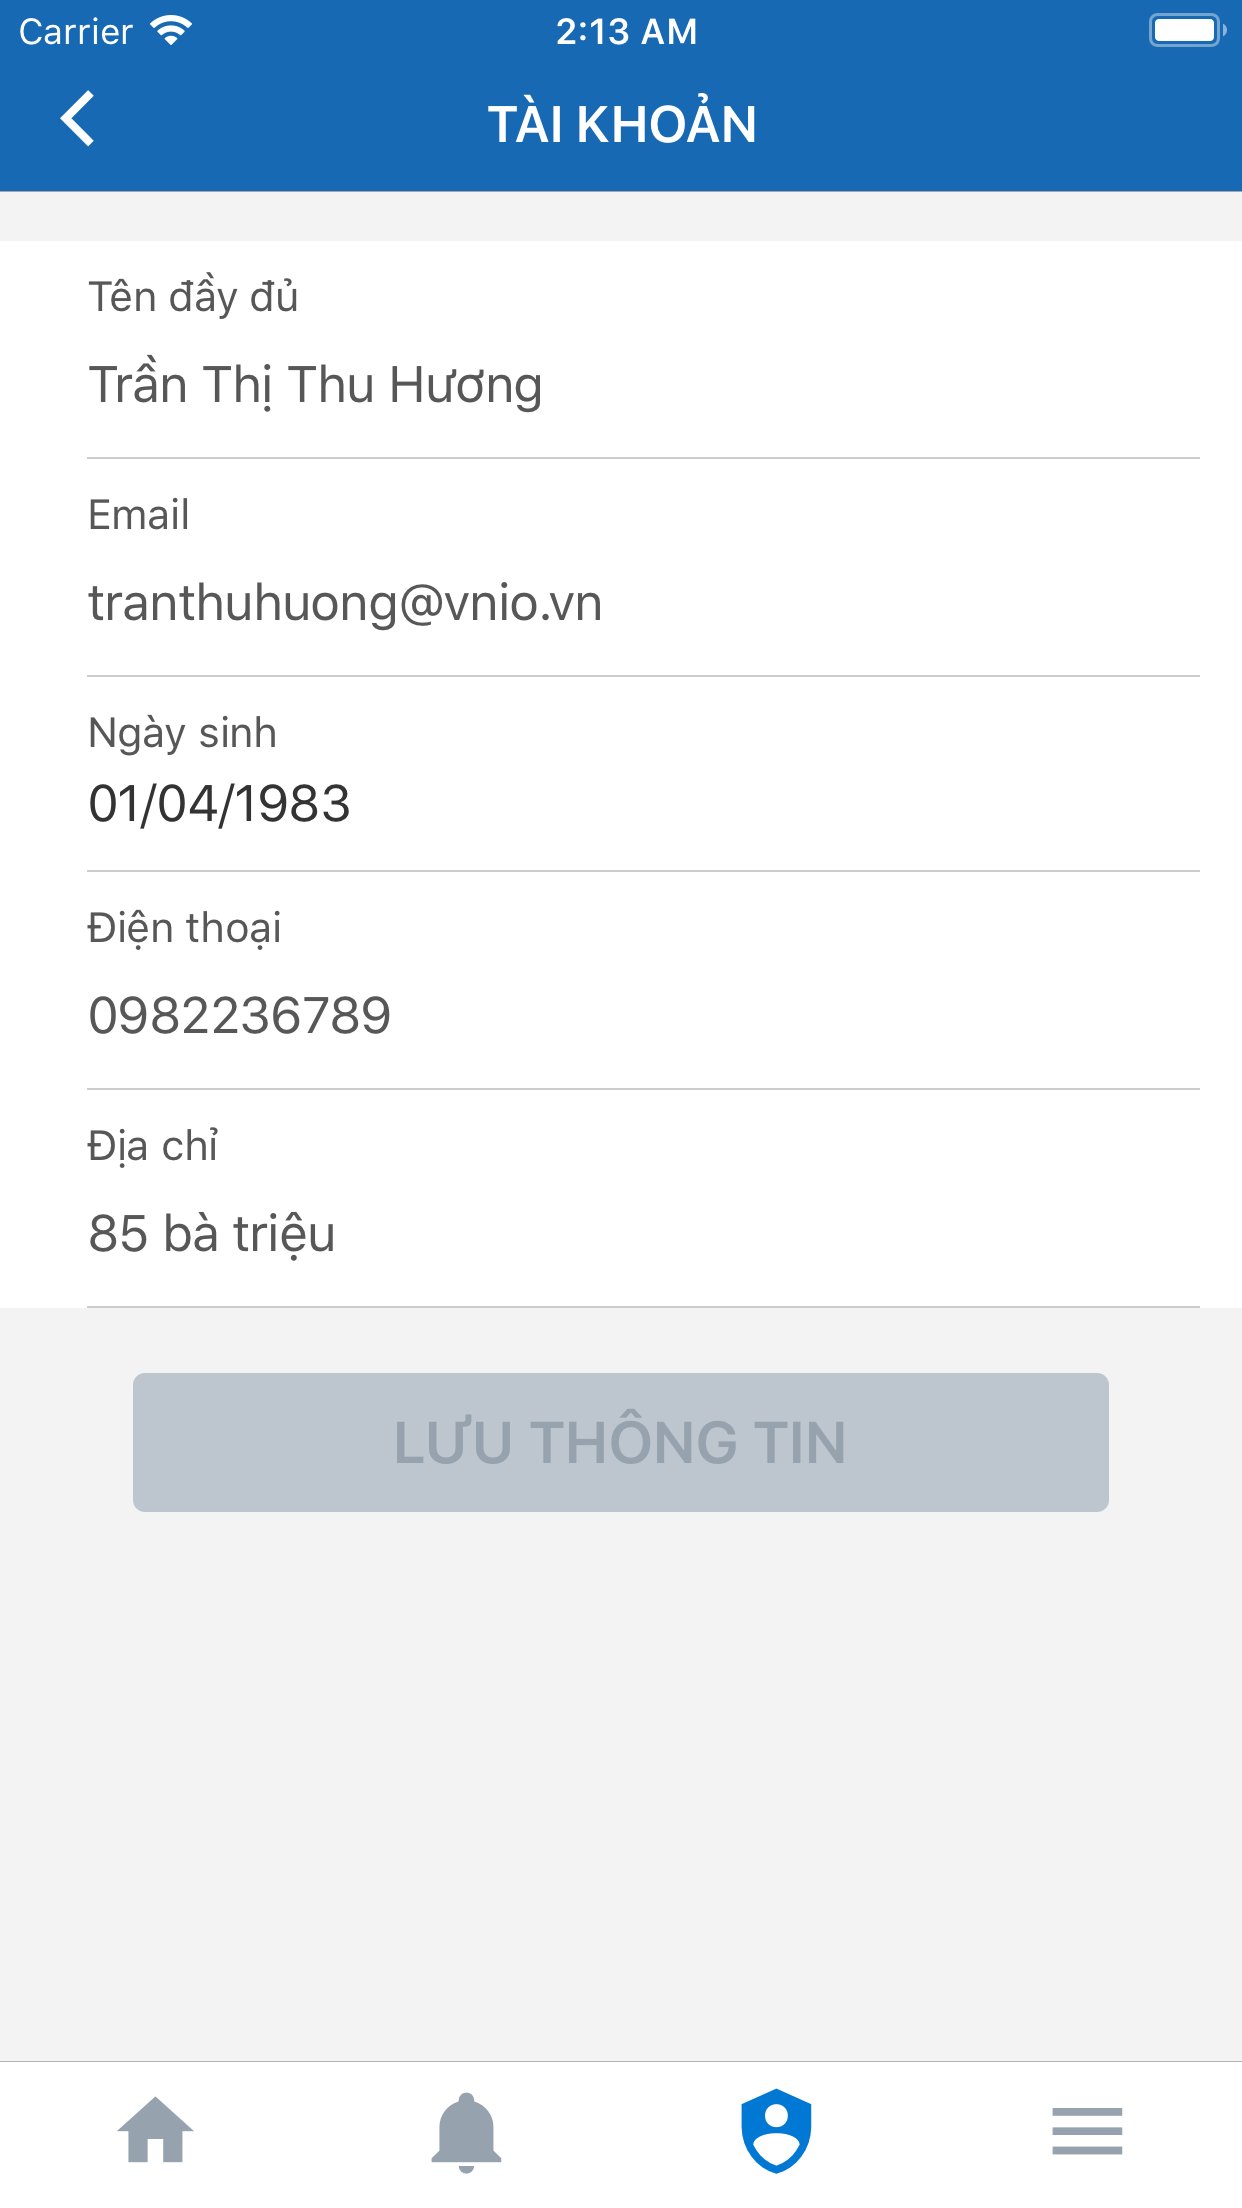 Carrier 2:13 AM
TÀI KHOẢN
Tên đầy đủ
Trần Thị Thu Hương
Email
tranthuhuong@vnio.vn
Ngày sinh
01/04/1983
Điện thoại
0982236789
Địa chỉ
85 bà triệu
LƯU THÔNG TIN